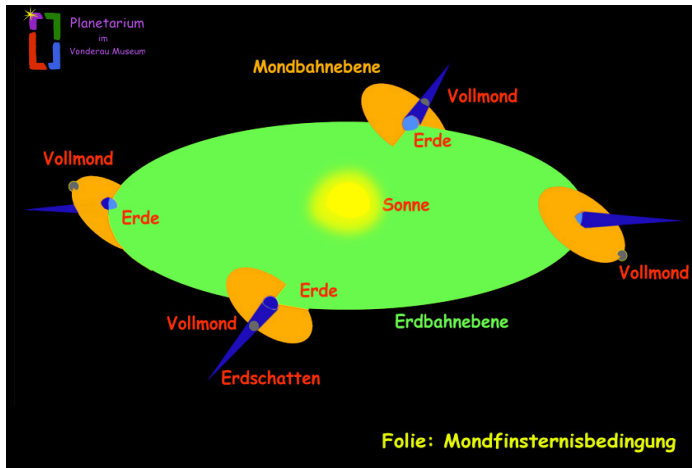 Planetarium
im
Vonderau Museum
Mondbahnebene
Vollmond
Erde
Vollmond
Erde
Sonne
Vollmond
Erde
Vollmond
Erdbahnebene
Erdschatten
Folie: Mondfinsternisbedingung